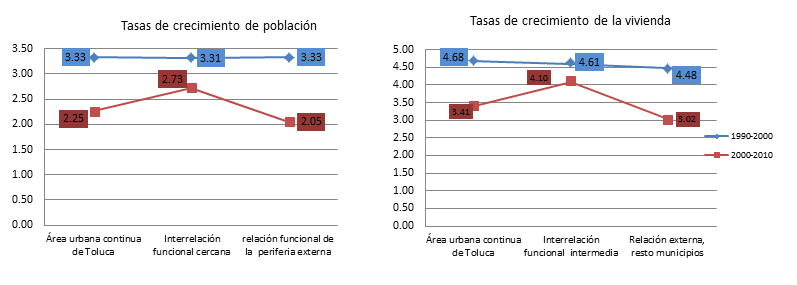 Tasas de crecimiento de población
3.50
3.00
2.50
2.00
1.50
1.00
0.50
0.00
3.33
3.31
3.33
2.25
2.73
2.05
Área urbana continua
de Toluca
Interrelación
funcional cercana
relación funcional de
la periferia externa
Tasas de crecimiento de la vivienda
5.00
4.50
4.00
3.50
3.00
2.50
2.00
1.50
1.00
0.50
0.00
4.68
4.61
4.48
3.41
4.10
3.02
Área urbana continua
de Toluca
Interrelación
funcional intermedia
Relación externa,
resto municipios
1990-2000
2000-2010